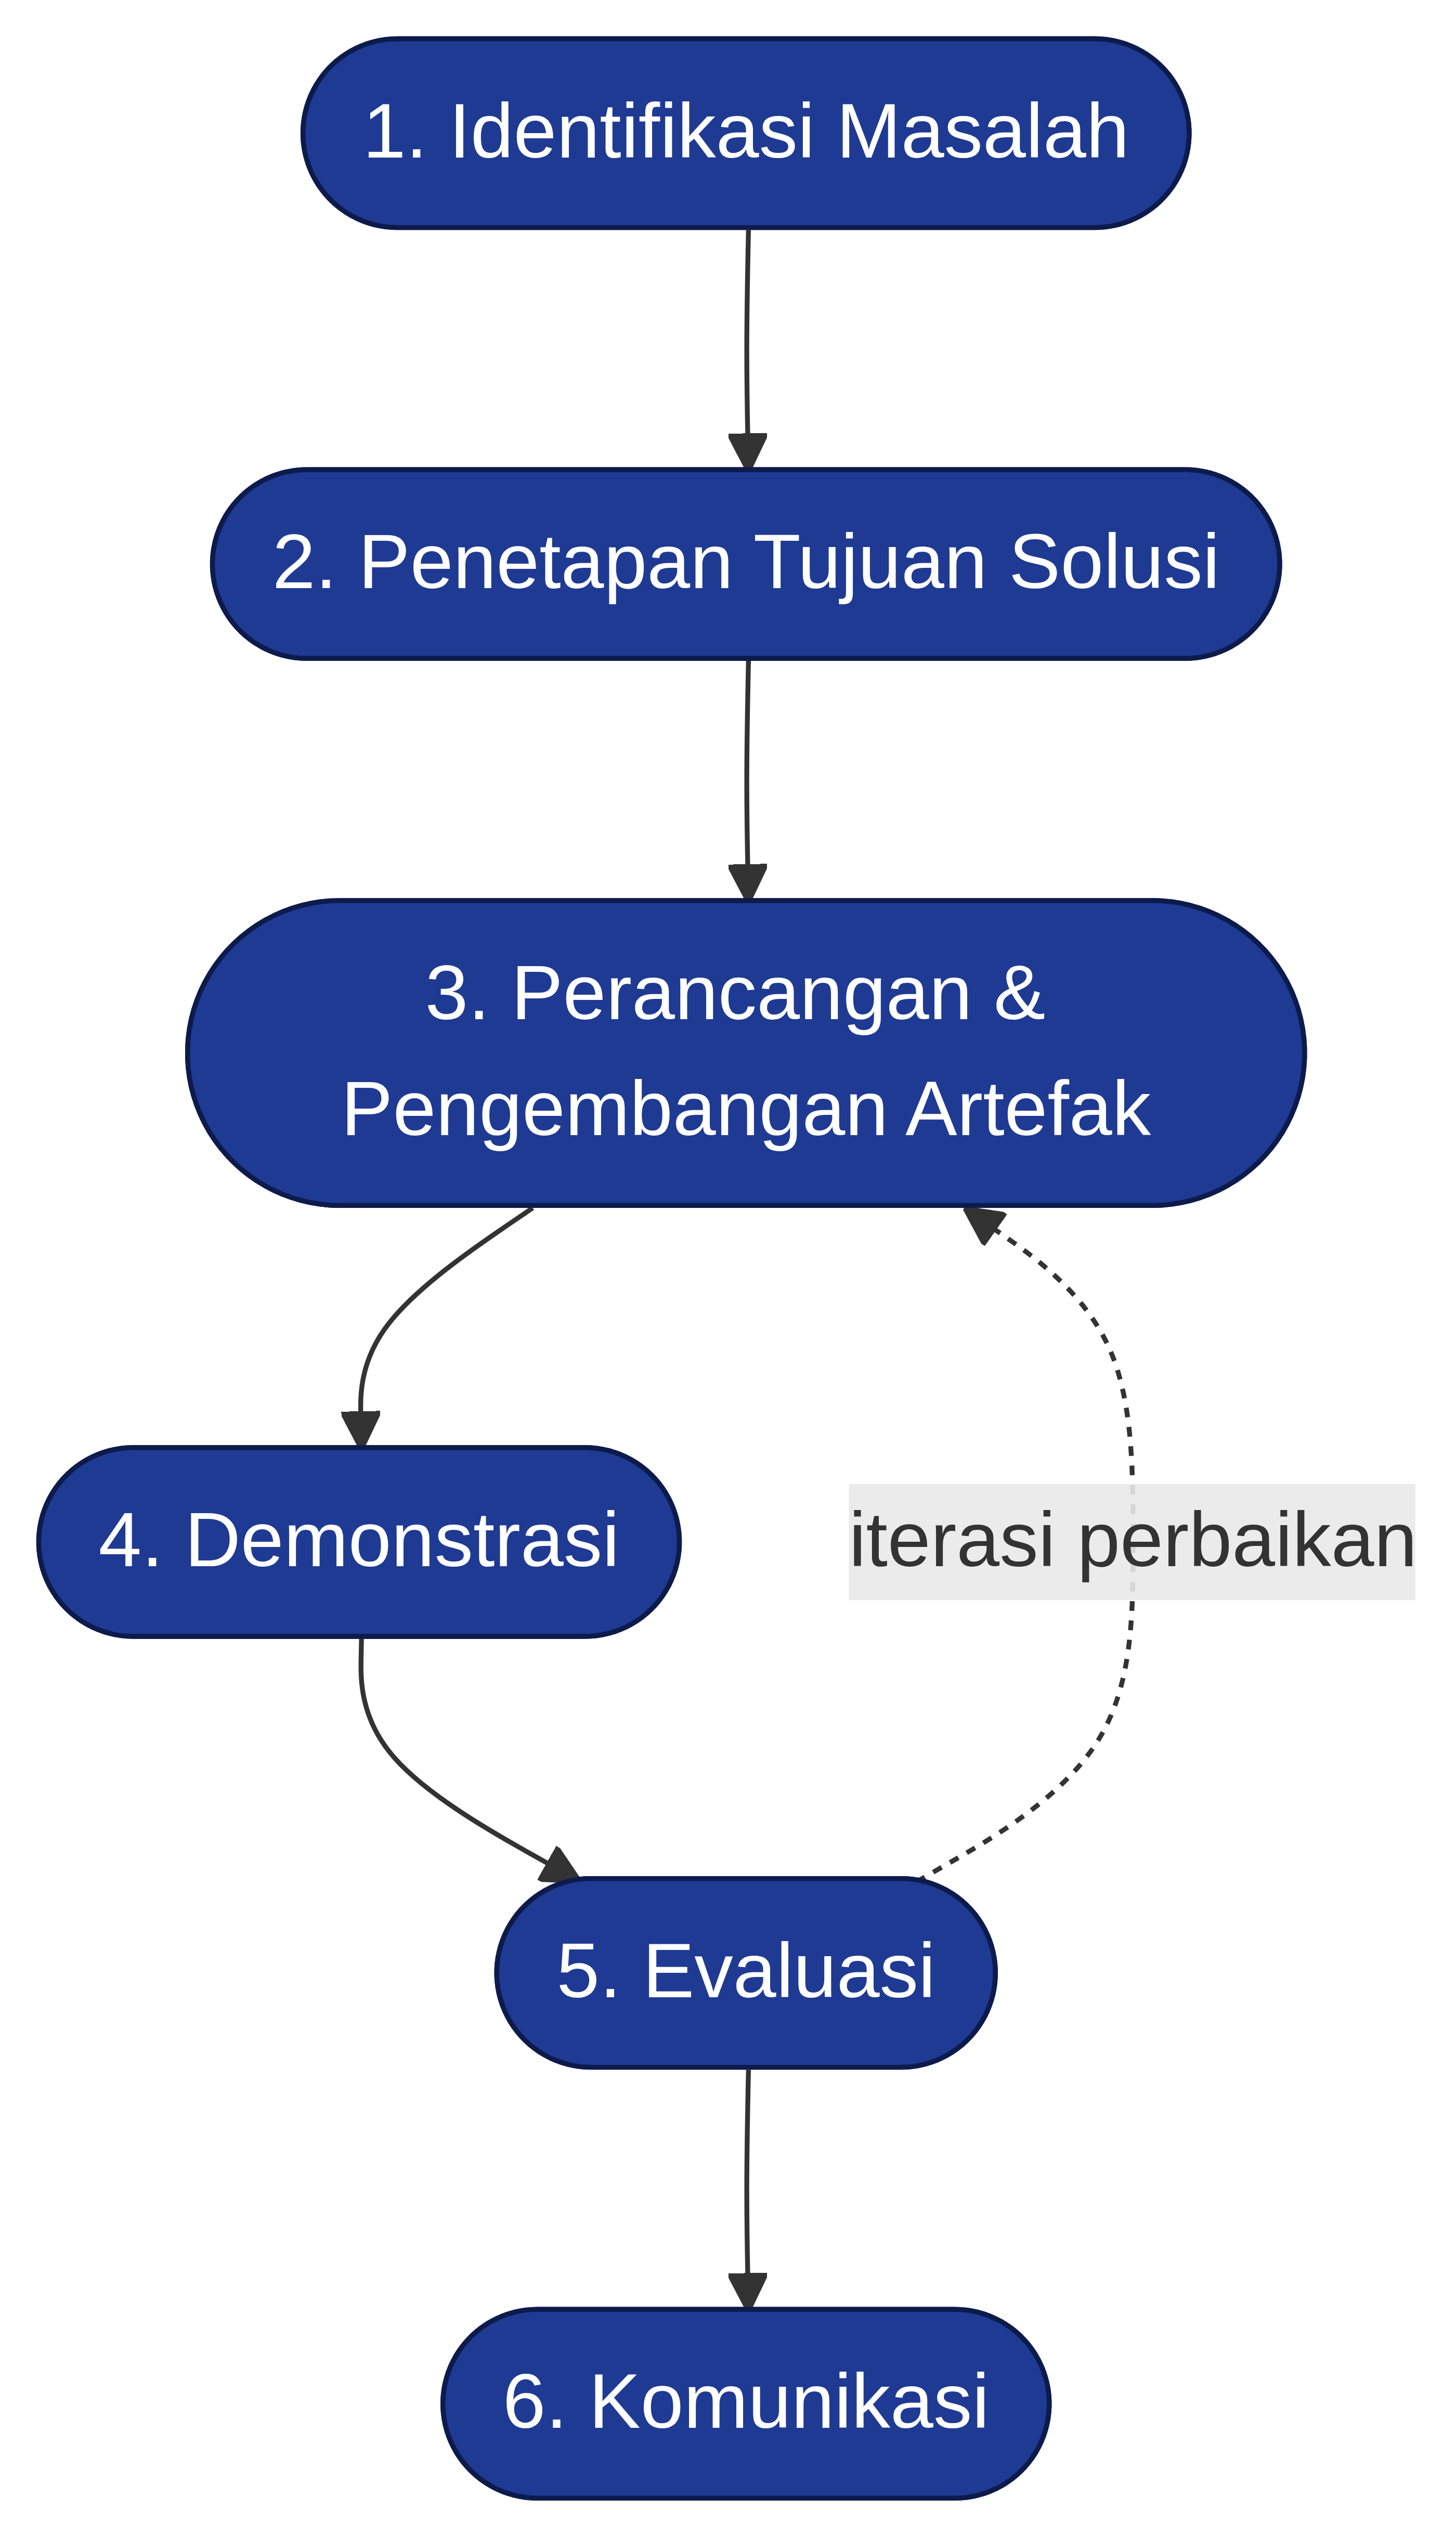 1. Identifikasi Masalah
2. Penetapan Tujuan Solusi
3. Perancangan &
Pengembangan Artefak
4. Demonstrasi
iterasi perbaikan
5. Evaluasi
6. Komunikasi